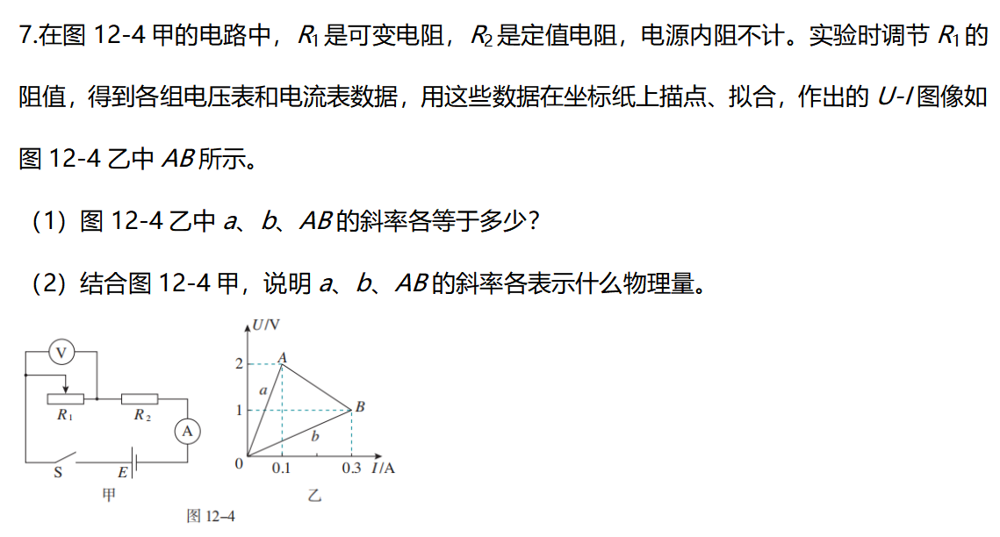 7.在图 12-4 甲的电路中，R₁ 是可变电阻，R₂ 是定值电阻，电源内阻不计。实验时调节 R₁ 的
阻值，得到各组电压表和电流表数据，用这些数据在坐标纸上描点、拟合，作出的 U-I 图像如
图 12-4 乙中 AB 所示。
（1）图 12-4 乙中 a、b、AB 的斜率各等于多少？
（2）结合图 12-4 甲，说明 a、b、AB 的斜率各表示什么物理量。
V
R₁
R₂
A
S
E
甲
U/V
2
A
a
1
B
b
0
0.1
0.3
I/A
乙
图 12–4